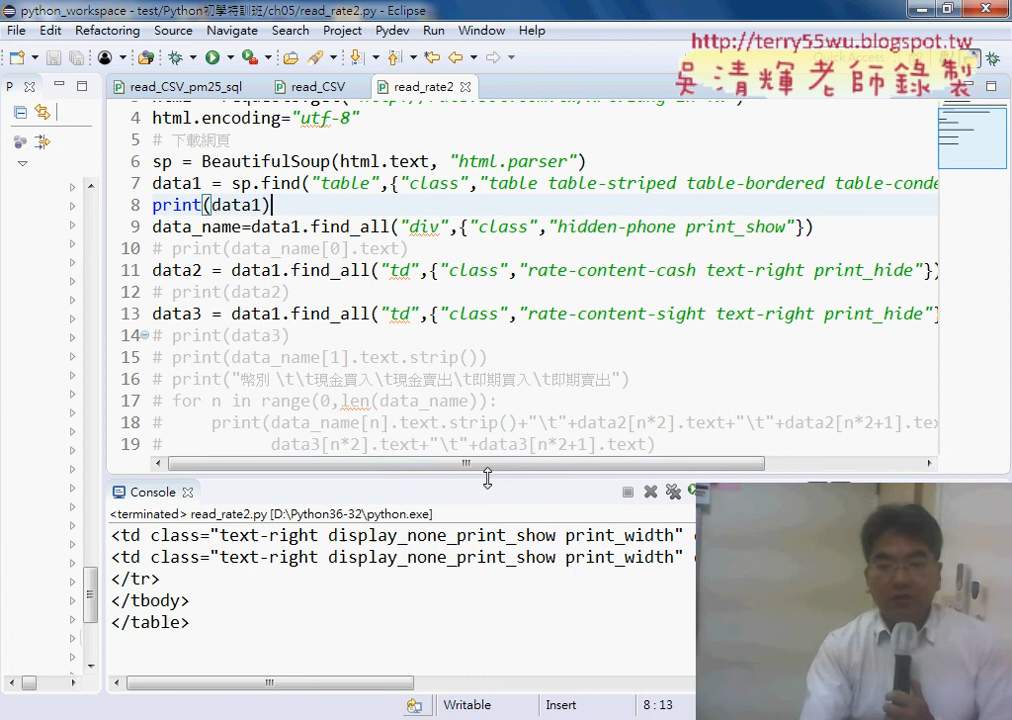 python_workspace - test/Python初學特訓班/ch05/read_rate2.py - Eclipse
File Edit Refactoring Source Navigate Search Project Pydev Run Window Help
http://terry55wu.blogspot.tw
吳清輝老師錄製
P
read_CSV_pm25_sql
read_CSV
read_rate2
4 html.encoding="utf-8"
5 # 下載網頁
6 sp = BeautifulSoup(html.text, "html.parser")
7 data1 = sp.find("table",{"class","table table-striped table-bordered table-conde
8 print(data1)
9 data_name=data1.find_all("div",{"class","hidden-phone print_show"})
10 # print(data_name[0].text)
11 data2 = data1.find_all("td",{"class","rate-content-cash text-right print_hide"})
12 # print(data2)
13 data3 = data1.find_all("td",{"class","rate-content-sight text-right print_hide"}
14 # print(data3)
15 # print(data_name[1].text.strip())
16 # print("幣別 \t\t現金買入\t現金賣出\t即期買入\t即期賣出")
17 # for n in range(0,len(data_name)):
18 #     print(data_name[n].text.strip()+"\t"+data2[n*2].text+"\t"+data2[n*2+1].tex
19 #           data3[n*2].text+"\t"+data3[n*2+1].text)
Console
<terminated> read_rate2.py [D:\Python36-32\python.exe]
<td class="text-right display_none_print_show print_width"
<td class="text-right display_none_print_show print_width"
</tr>
</tbody>
</table>
Writable Insert 8 : 13